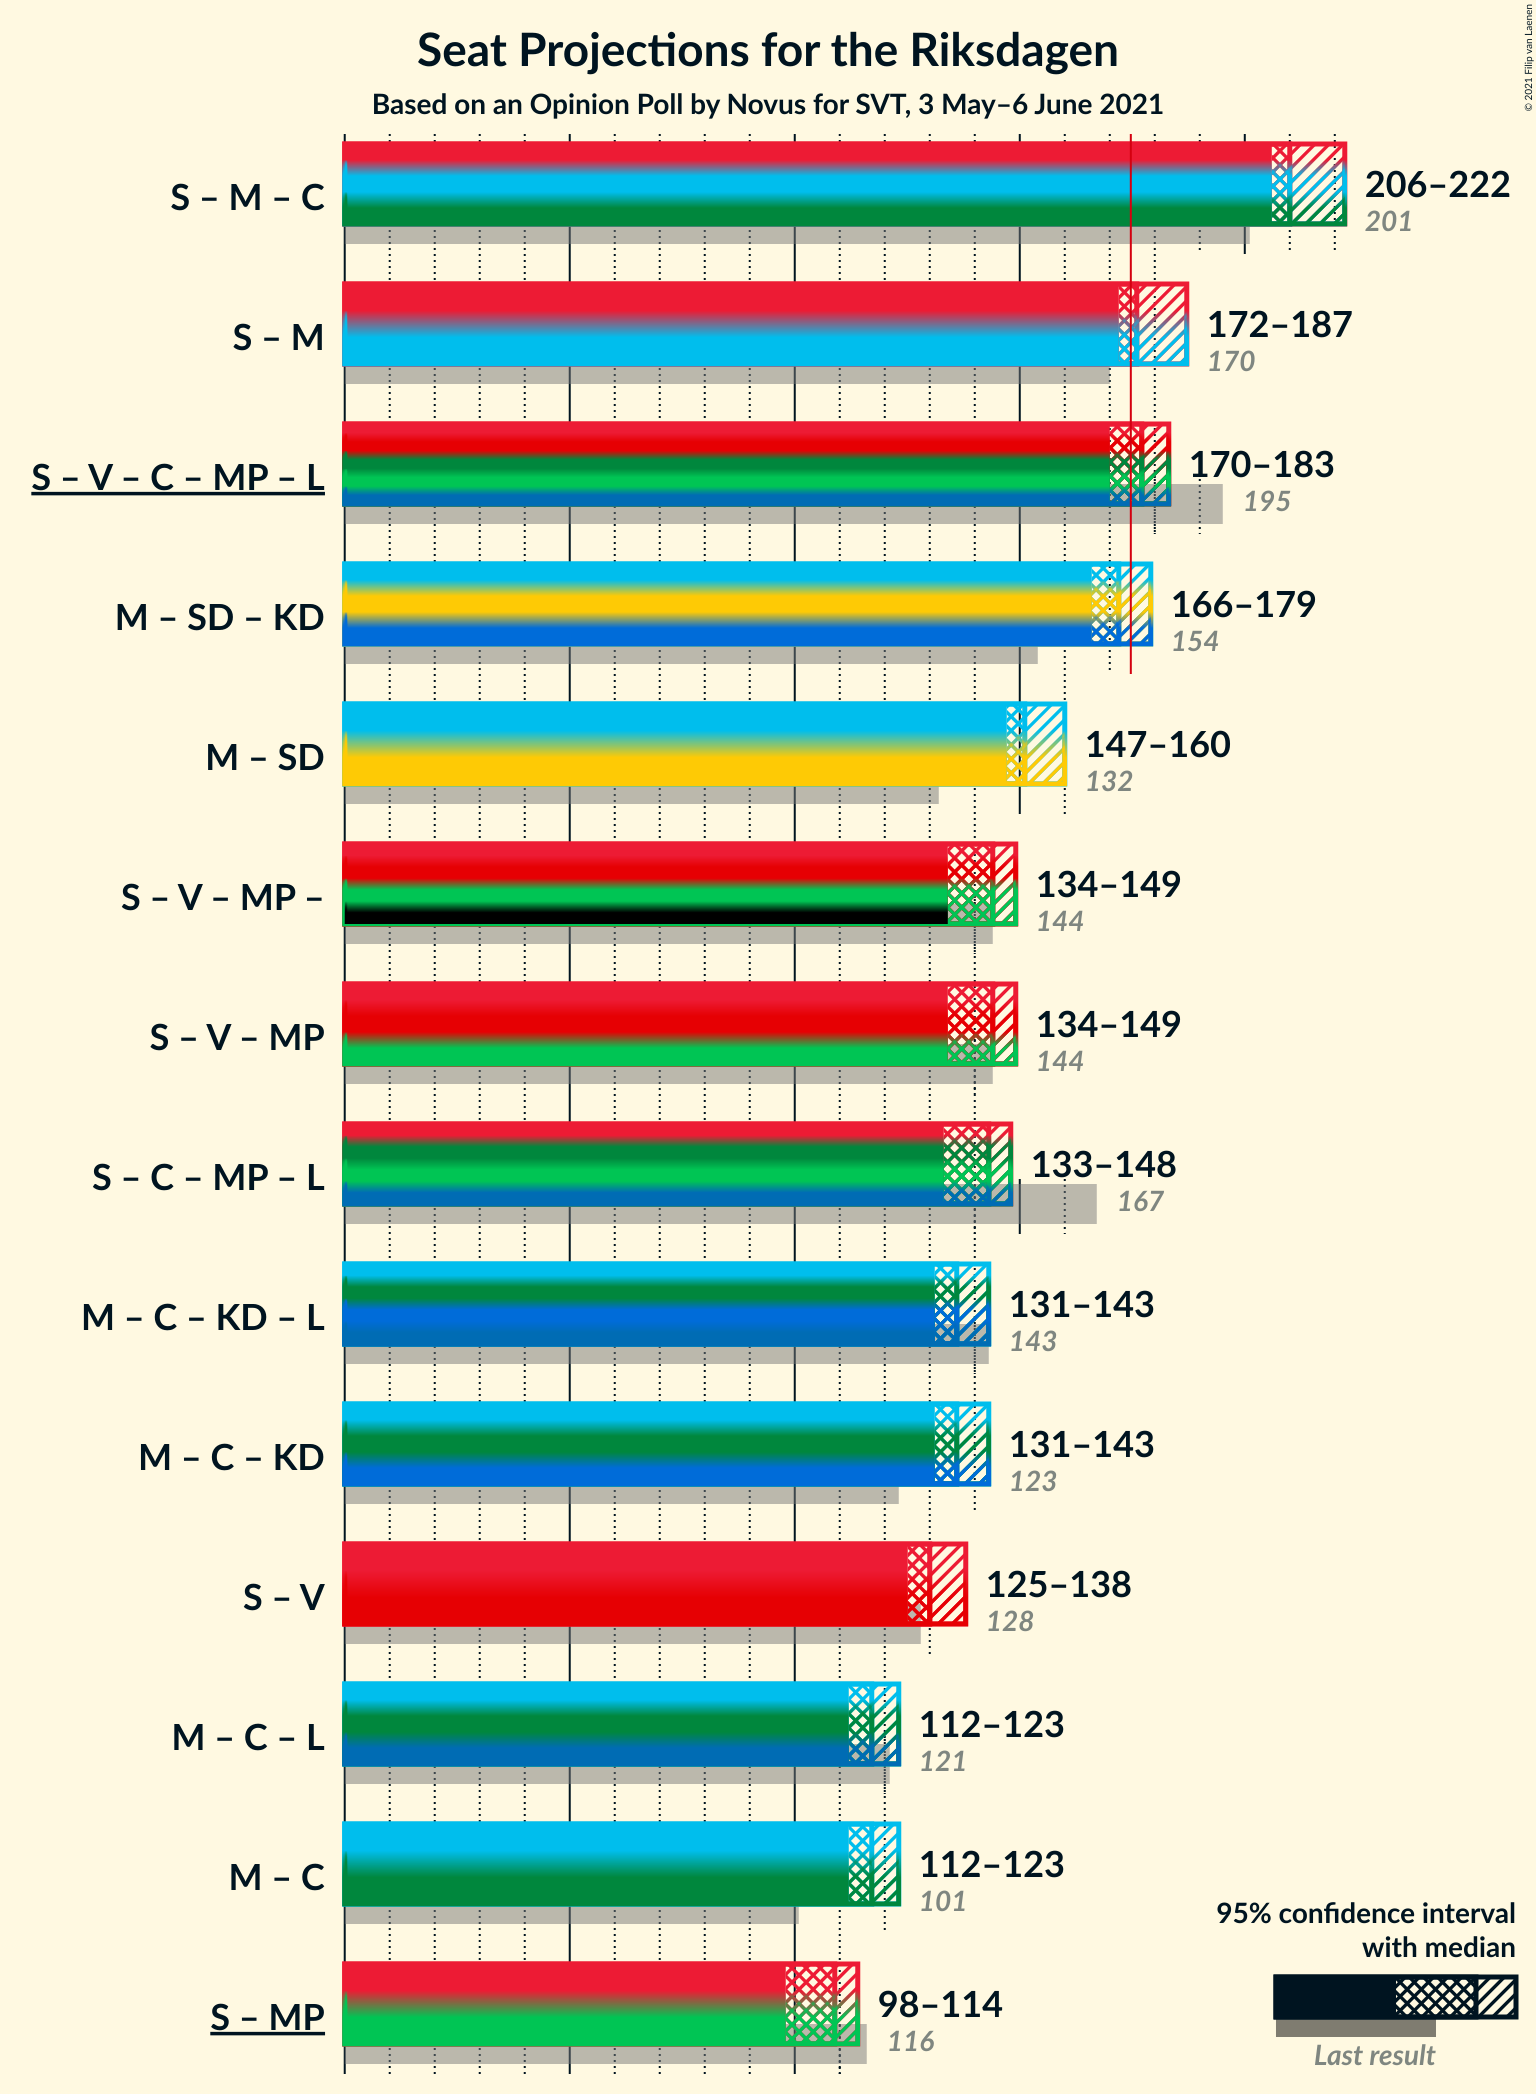 Seat Projections for the Riksdagen
Based on an Opinion Poll by Novus for SVT, 3 May–6 June 2021
© 2021 Filip van Laenen
S – M – C
206–222
201
S – M
172–187
170
S – V – C – MP – L
170–183
195
M – SD – KD
166–179
154
M – SD
147–160
132
S – V – MP –
134–149
144
S – V – MP
134–149
144
S – C – MP – L
133–148
167
M – C – KD – L
131–143
143
M – C – KD
131–143
123
S – V
125–138
128
M – C – L
112–123
121
M – C
112–123
101
S – MP
98–114
116
95% confidence interval
with median
Last result